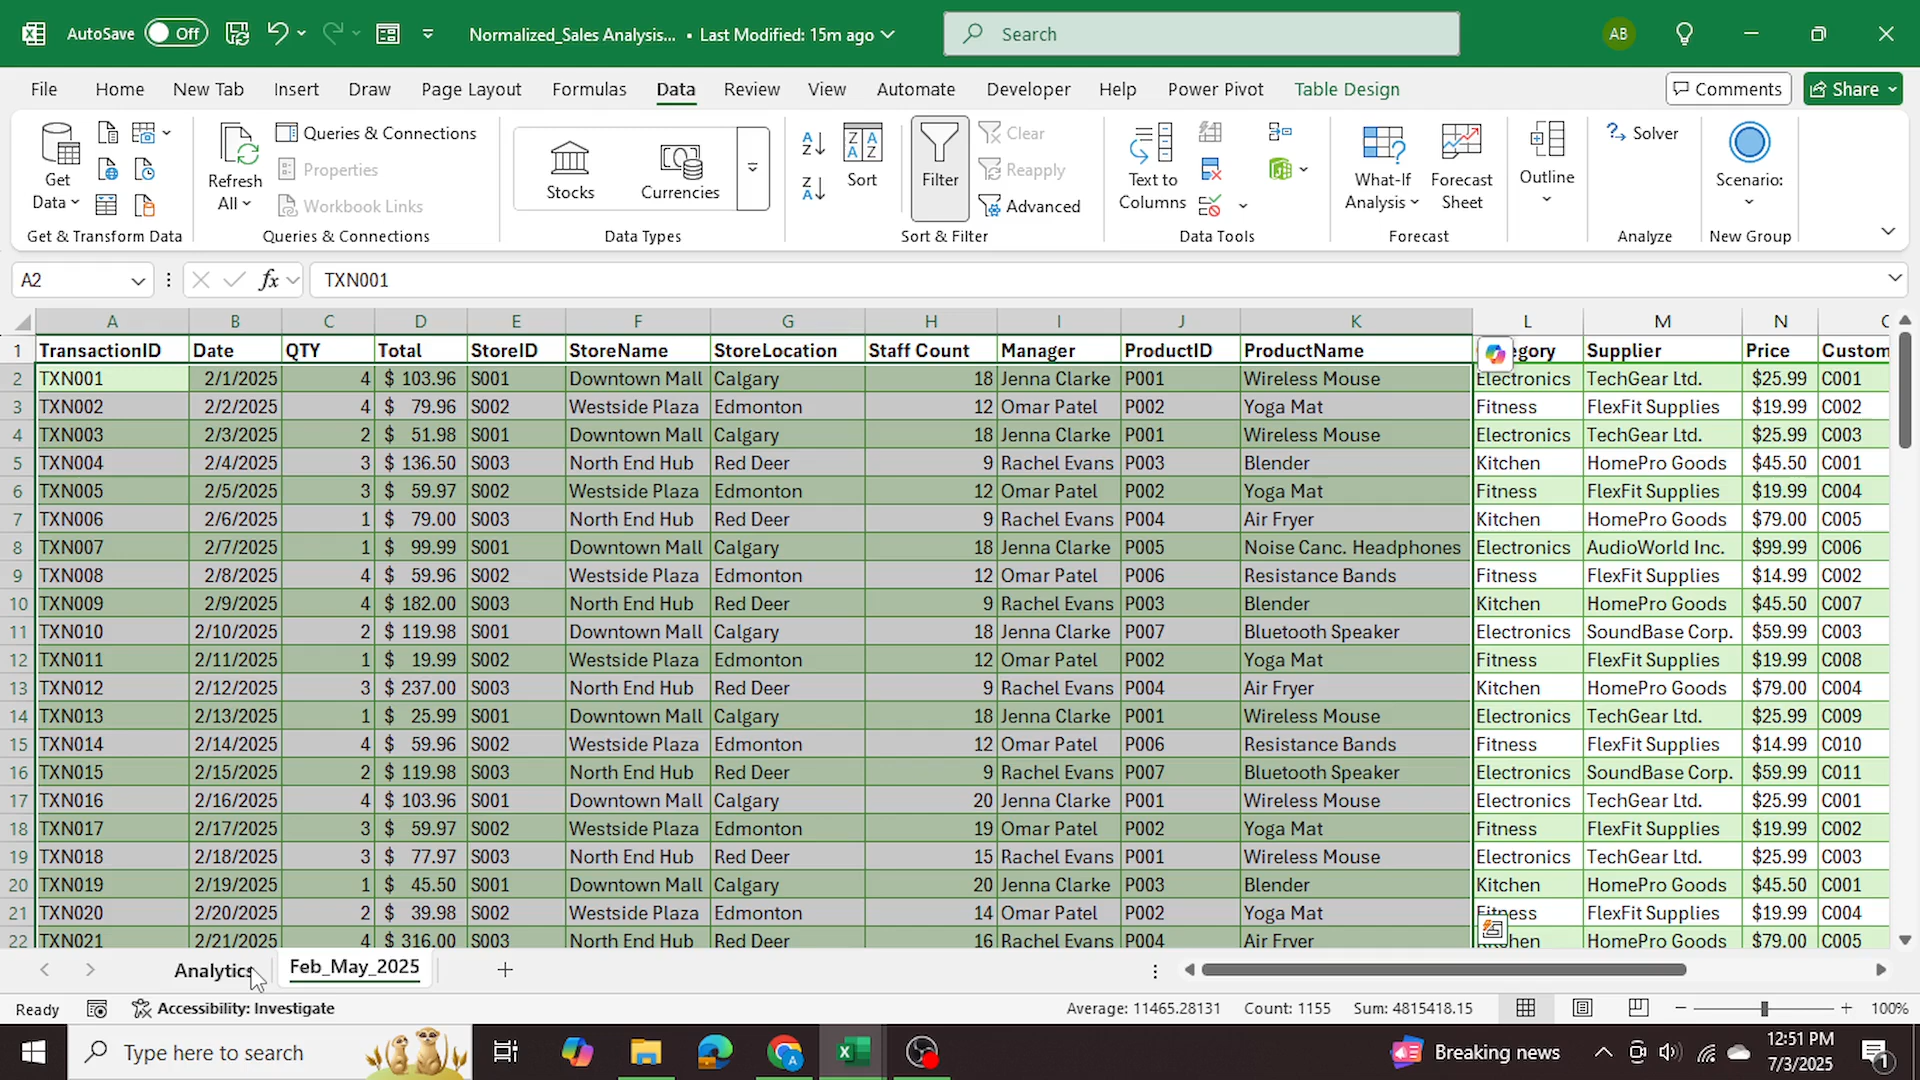 AutoSave Off Normalized_Sales Analysis... • Last Modified: 15m ago Search AB
File Home New Tab Insert Draw Page Layout Formulas Data Review View Automate Developer Help Power Pivot Table Design Comments Share
Get Data Refresh All Queries & Connections Properties Workbook Links Stocks Currencies Sort Filter Clear Reapply Advanced Text to Columns What-If Analysis Forecast Sheet Outline Solver Scenario:
Get & Transform Data Queries & Connections Data Types Sort & Filter Data Tools Forecast Analyze New Group
A2 fx TXN001
A B C D E F G H I J K L M N
1 TransactionID Date QTY Total StoreID StoreName StoreLocation Staff Count Manager ProductID ProductName egory Supplier Price Custom
2 TXN001 2/1/2025 4 $ 103.96 S001 Downtown Mall Calgary 18 Jenna Clarke P001 Wireless Mouse Electronics TechGear Ltd. $25.99 C001
3 TXN002 2/2/2025 4 $ 79.96 S002 Westside Plaza Edmonton 12 Omar Patel P002 Yoga Mat Fitness FlexFit Supplies $19.99 C002
4 TXN003 2/3/2025 2 $ 51.98 S001 Downtown Mall Calgary 18 Jenna Clarke P001 Wireless Mouse Electronics TechGear Ltd. $25.99 C003
5 TXN004 2/4/2025 3 $ 136.50 S003 North End Hub Red Deer 9 Rachel Evans P003 Blender Kitchen HomePro Goods $45.50 C001
6 TXN005 2/5/2025 3 $ 59.97 S002 Westside Plaza Edmonton 12 Omar Patel P002 Yoga Mat Fitness FlexFit Supplies $19.99 C004
7 TXN006 2/6/2025 1 $ 79.00 S003 North End Hub Red Deer 9 Rachel Evans P004 Air Fryer Kitchen HomePro Goods $79.00 C005
8 TXN007 2/7/2025 1 $ 99.99 S001 Downtown Mall Calgary 18 Jenna Clarke P005 Noise Canc. Headphones Electronics AudioWorld Inc. $99.99 C006
9 TXN008 2/8/2025 4 $ 59.96 S002 Westside Plaza Edmonton 12 Omar Patel P006 Resistance Bands Fitness FlexFit Supplies $14.99 C002
10 TXN009 2/9/2025 4 $ 182.00 S003 North End Hub Red Deer 9 Rachel Evans P003 Blender Kitchen HomePro Goods $45.50 C007
11 TXN010 2/10/2025 2 $ 119.98 S001 Downtown Mall Calgary 18 Jenna Clarke P007 Bluetooth Speaker Electronics SoundBase Corp. $59.99 C003
12 TXN011 2/11/2025 1 $ 19.99 S002 Westside Plaza Edmonton 12 Omar Patel P002 Yoga Mat Fitness FlexFit Supplies $19.99 C008
13 TXN012 2/12/2025 3 $ 237.00 S003 North End Hub Red Deer 9 Rachel Evans P004 Air Fryer Kitchen HomePro Goods $79.00 C004
14 TXN013 2/13/2025 1 $ 25.99 S001 Downtown Mall Calgary 18 Jenna Clarke P001 Wireless Mouse Electronics TechGear Ltd. $25.99 C009
15 TXN014 2/14/2025 4 $ 59.96 S002 Westside Plaza Edmonton 12 Omar Patel P006 Resistance Bands Fitness FlexFit Supplies $14.99 C010
16 TXN015 2/15/2025 2 $ 119.98 S003 North End Hub Red Deer 9 Rachel Evans P007 Bluetooth Speaker Electronics SoundBase Corp. $59.99 C011
17 TXN016 2/16/2025 4 $ 103.96 S001 Downtown Mall Calgary 20 Jenna Clarke P001 Wireless Mouse Electronics TechGear Ltd. $25.99 C001
18 TXN017 2/17/2025 3 $ 59.97 S002 Westside Plaza Edmonton 19 Omar Patel P002 Yoga Mat Fitness FlexFit Supplies $19.99 C002
19 TXN018 2/18/2025 3 $ 77.97 S003 North End Hub Red Deer 15 Rachel Evans P001 Wireless Mouse Electronics TechGear Ltd. $25.99 C003
20 TXN019 2/19/2025 1 $ 45.50 S001 Downtown Mall Calgary 20 Jenna Clarke P003 Blender Kitchen HomePro Goods $45.50 C001
21 TXN020 2/20/2025 2 $ 39.98 S002 Westside Plaza Edmonton 14 Omar Patel P002 Yoga Mat Fitness FlexFit Supplies $19.99 C004
22 TXN021 2/21/2025 4 $ 316.00 S003 North End Hub Red Deer 16 Rachel Evans P004 Air Fryer chen HomePro Goods $79.00 C005
Analytics Feb_May_2025
Ready Accessibility: Investigate Average: 11465.28131 Count: 1155 Sum: 4815418.15 100%
Type here to search Breaking news 12:51 PM
7/3/2025 1